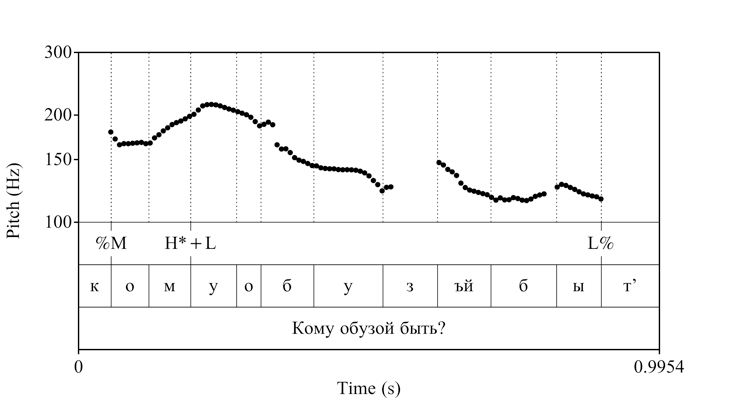 300
200
150
100
Pitch (Hz)
%M H* + L L%
к о м у о б у з ъй б ы т’
Кому обузой быть?
0 0.9954
Time (s)